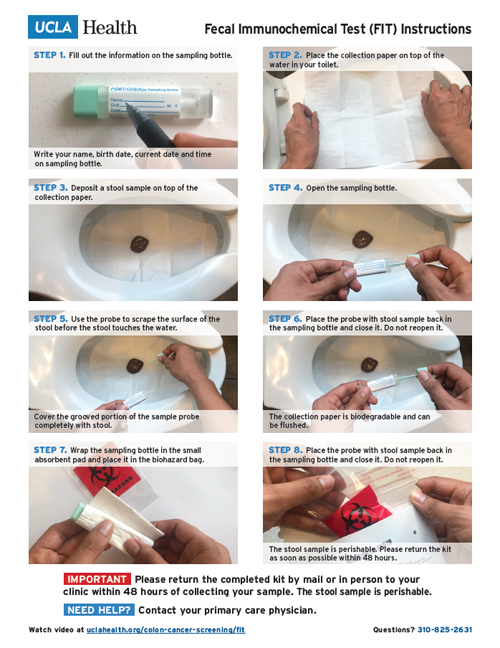 UCLA Health
Fecal Immunochemical Test (FIT) Instructions
STEP 1. Fill out the information on the sampling bottle.
Sampling Bottle
Name
Write your name, birth date, current date and time
on sampling bottle.
STEP 2. Place the collection paper on top of the
water in your toilet.
STEP 3. Deposit a stool sample on top of the
collection paper.
STEP 4. Open the sampling bottle.
STEP 5. Use the probe to scrape the surface of the
stool before the stool touches the water.
Cover the grooved portion of the sample probe
completely with stool.
STEP 6. Place the probe with stool sample back in
the sampling bottle and close it. Do not reopen it.
The collection paper is biodegradable and can
be flushed.
STEP 7. Wrap the sampling bottle in the small
absorbent pad and place it in the biohazard bag.
STEP 8. Place the probe with stool sample back in
the sampling bottle and close it. Do not reopen it.
The stool sample is perishable. Please return the kit
as soon as possible within 48 hours.
IMPORTANT Please return the completed kit by mail or in person to your
clinic within 48 hours of collecting your sample. The stool sample is perishable.
NEED HELP? Contact your primary care physician.
Watch video at uclahealth.org/colon-cancer-screening/fit
Questions? 310-825-2631